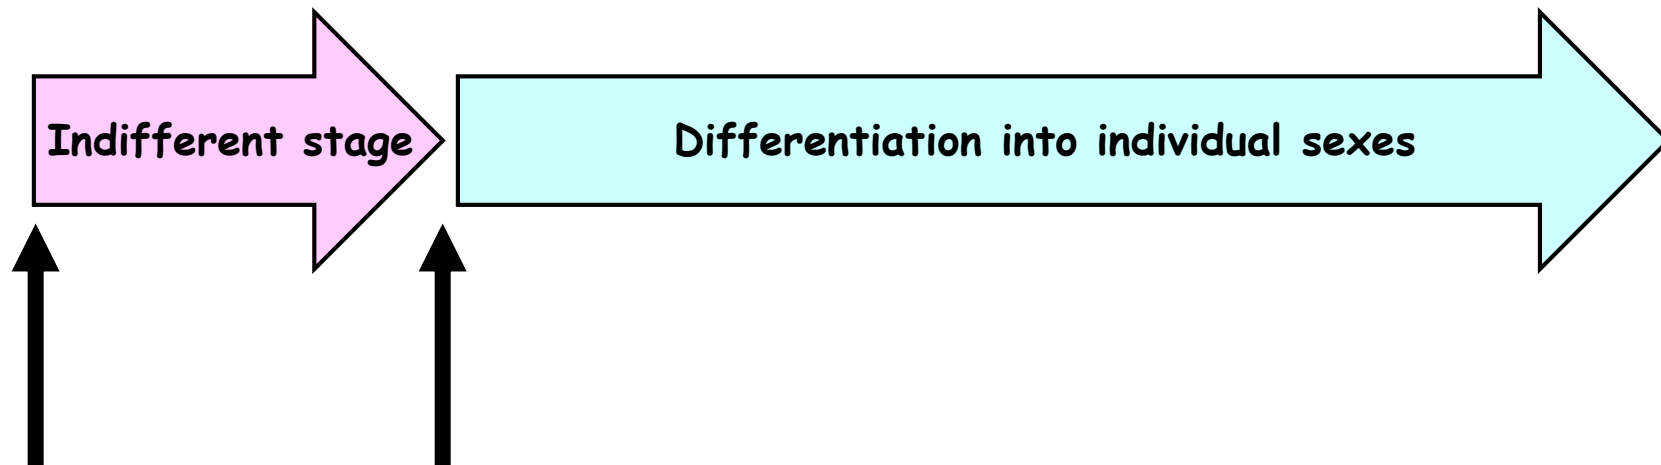 Indifferent stage
Differentiation into individual sexes